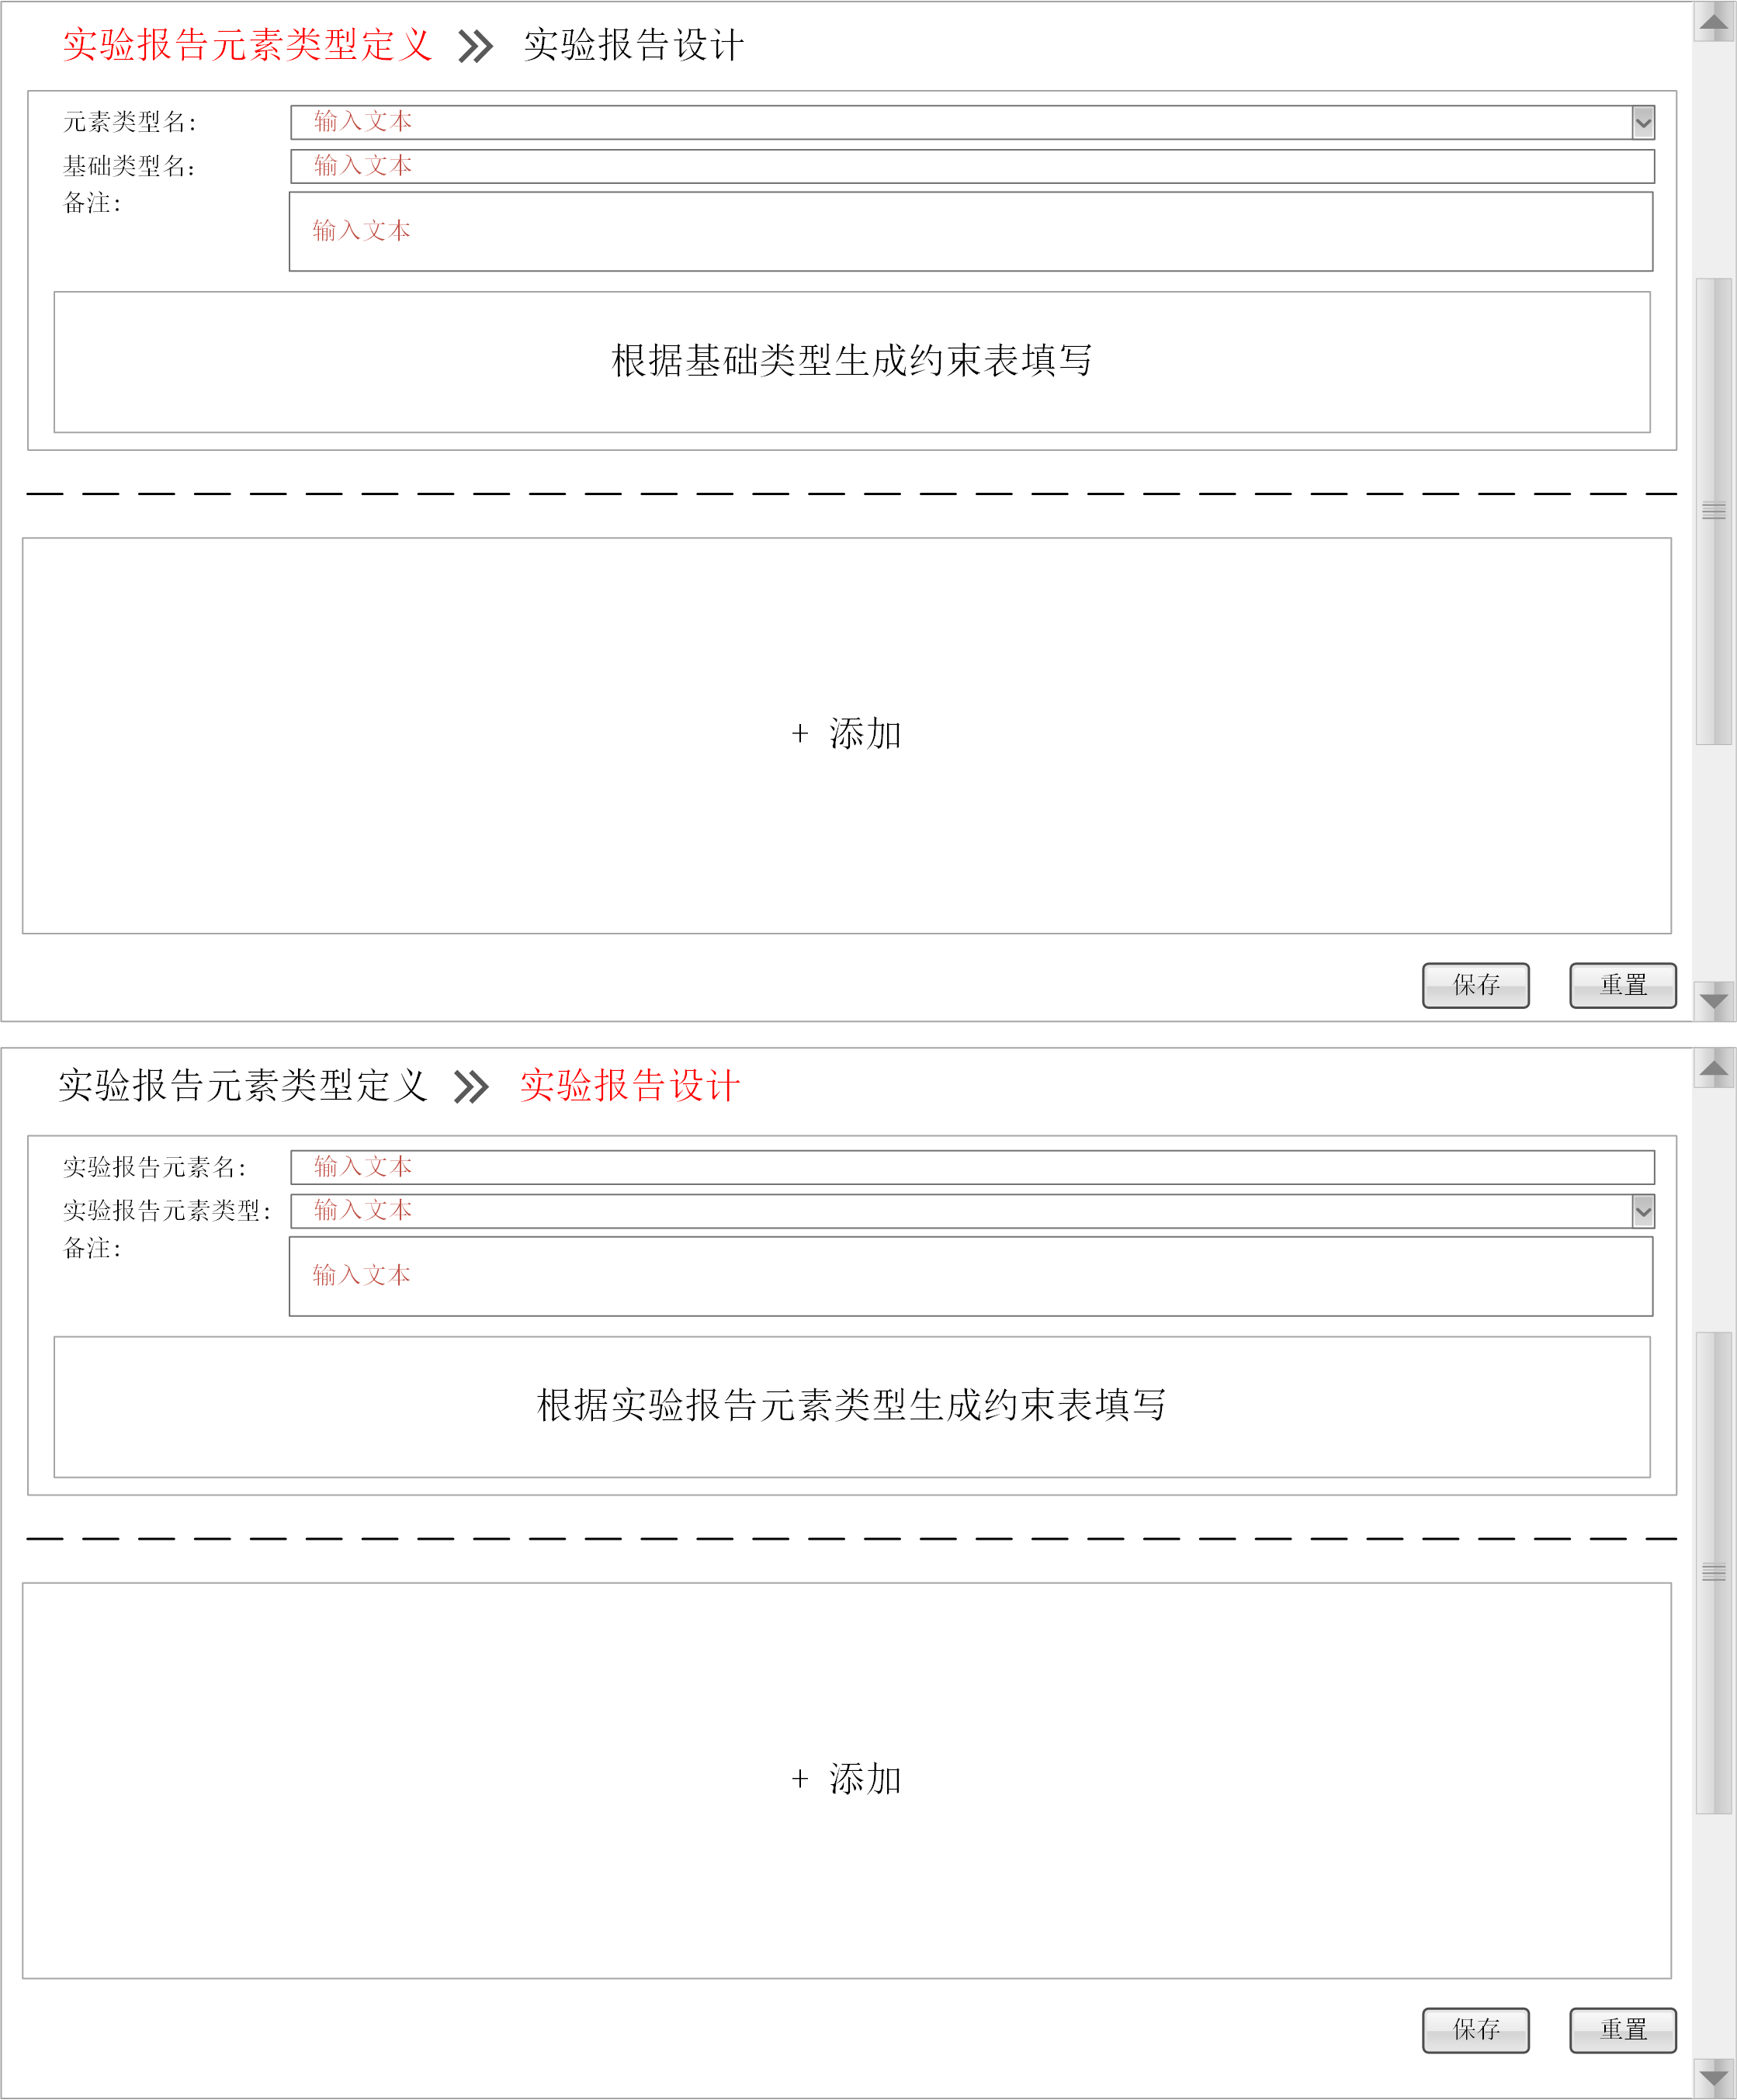 实验报告元素类型定义 >> 实验报告设计
元素类型名: 输入文本
基础类型名: 输入文本
备注:
输入文本
根据基础类型生成约束表填写
+ 添加
保存 重置
实验报告元素类型定义 >> 实验报告设计
实验报告元素名: 输入文本
实验报告元素类型: 输入文本
备注:
输入文本
根据实验报告元素类型生成约束表填写
+ 添加
保存 重置